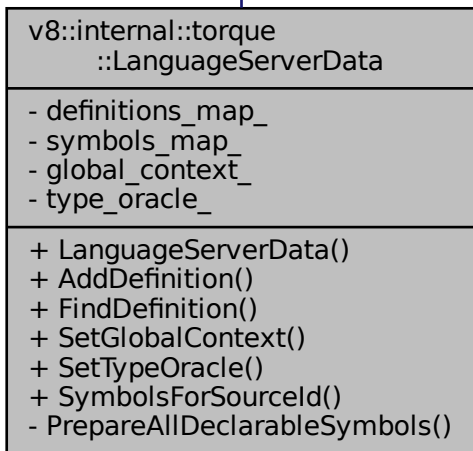 v8::internal::torque
::LanguageServerData
- definitions_map_
- symbols_map_
- global_context_
- type_oracle_
+ LanguageServerData()
+ AddDefinition()
+ FindDefinition()
+ SetGlobalContext()
+ SetTypeOracle()
+ SymbolsForSourceId()
- PrepareAllDeclarableSymbols()